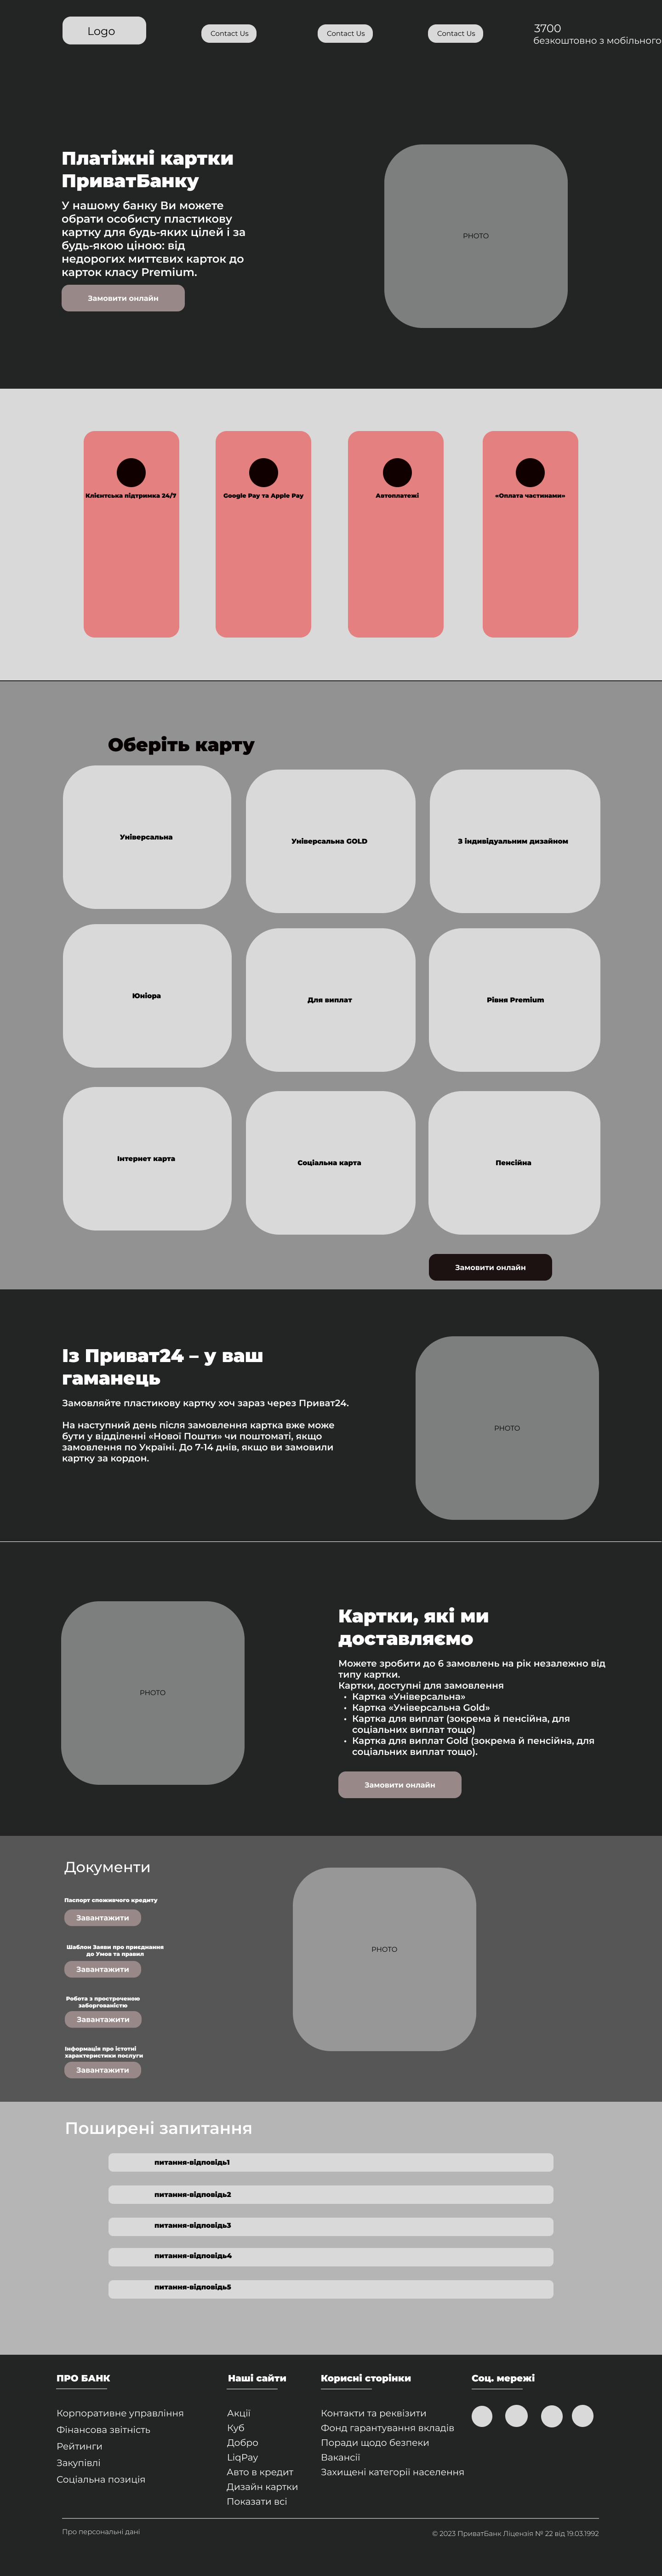 Logo
Contact Us
Contact Us
Contact Us
3700
безкоштовно з мобільного
Платіжні картки
ПриватБанку
У нашому банку Ви можете
обрати особисту пластикову
картку для будь-яких цілей і за
будь-якою ціною: від
недорогих миттєвих карток до
карток класу Premium.
Замовити онлайн
PHOTO
Клієнтська підтримка 24/7
Google Pay та Apple Pay
Автоплатежі
«Оплата частинами»
Оберіть карту
Універсальна
Універсальна GOLD
З індивідуальним дизайном
Юніора
Для виплат
Рівня Premium
Інтернет карта
Соціальна карта
Пенсійна
Замовити онлайн
Із Приват24 – у ваш
гаманець
Замовляйте пластикову картку хоч зараз через Приват24.
На наступний день після замовлення картка вже може
бути у відділенні «Нової Пошти» чи поштоматі, якщо
замовлення по Україні. До 7-14 днів, якщо ви замовили
картку за кордон.
PHOTO
PHOTO
Картки, які ми
доставляємо
Можете зробити до 6 замовлень на рік незалежно від
типу картки.
Картки, доступні для замовлення
• Картка «Універсальна»
• Картка «Універсальна Gold»
• Картка для виплат (зокрема й пенсійна, для
соціальних виплат тощо)
• Картка для виплат Gold (зокрема й пенсійна, для
соціальних виплат тощо).
Замовити онлайн
Документи
Паспорт споживчого кредиту
Завантажити
Шаблон Заяви про приєднання
до Умов та правил
Завантажити
Робота з простроченою
заборгованістю
Завантажити
Інформація про істотні
характеристики послуги
Завантажити
PHOTO
Поширені запитання
питання-відповідь1
питання-відповідь2
питання-відповідь3
питання-відповідь4
питання-відповідь5
ПРО БАНК
Корпоративне управління
Фінансова звітність
Рейтинги
Закупівлі
Соціальна позиція
Наші сайти
Акції
Куб
Добро
LiqPay
Авто в кредит
Дизайн картки
Показати всі
Корисні сторінки
Контакти та реквізити
Фонд гарантування вкладів
Поради щодо безпеки
Вакансії
Захищені категорії населення
Соц. мережі
Про персональні дані
© 2023 ПриватБанк Ліцензія № 22 від 19.03.1992